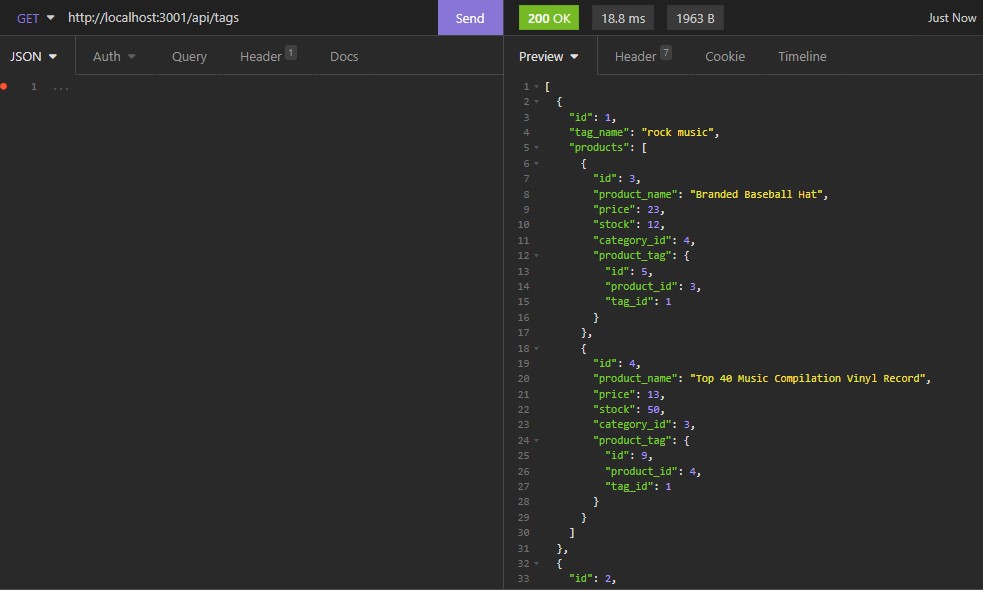 GET http://localhost:3001/api/tags Send 200 OK 18.8 ms 1963 B Just Now
JSON Auth Query Header 1 Docs Preview Header 7 Cookie Timeline
1 ...
1 [
2 {
3 "id": 1,
4 "tag_name": "rock music",
5 "products": [
6 {
7 "id": 3,
8 "product_name": "Branded Baseball Hat",
9 "price": 23,
10 "stock": 12,
11 "category_id": 4,
12 "product_tag": {
13 "id": 5,
14 "product_id": 3,
15 "tag_id": 1
16 }
17 },
18 {
19 "id": 4,
20 "product_name": "Top 40 Music Compilation Vinyl Record",
21 "price": 13,
22 "stock": 50,
23 "category_id": 3,
24 "product_tag": {
25 "id": 9,
26 "product_id": 4,
27 "tag_id": 1
28 }
29 }
30 ]
31 },
32 {
33 "id": 2,